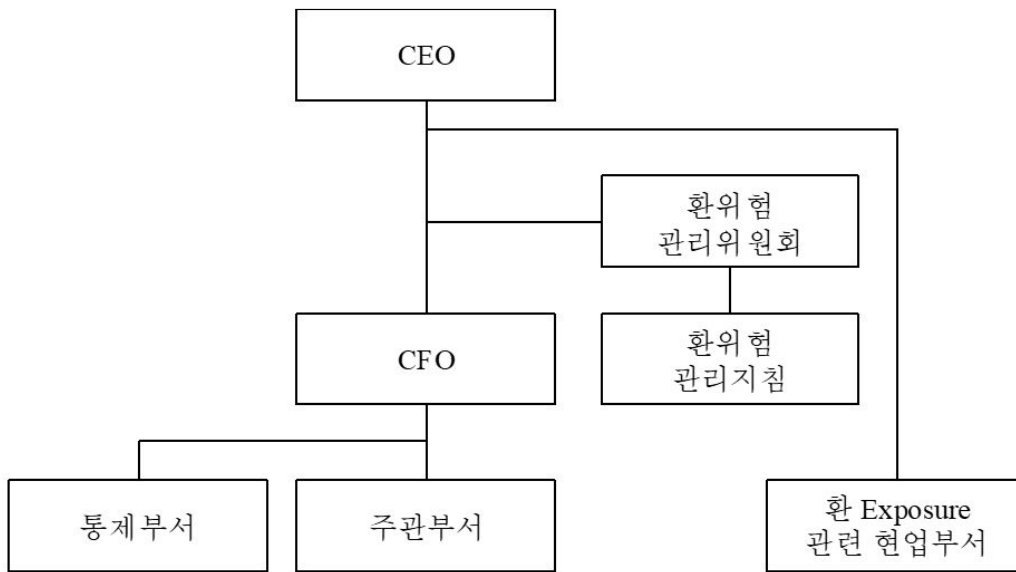 CEO
환위험
관리위원회
CFO
환위험
관리지침
통제부서
주관부서
환 Exposure
관련 현업부서